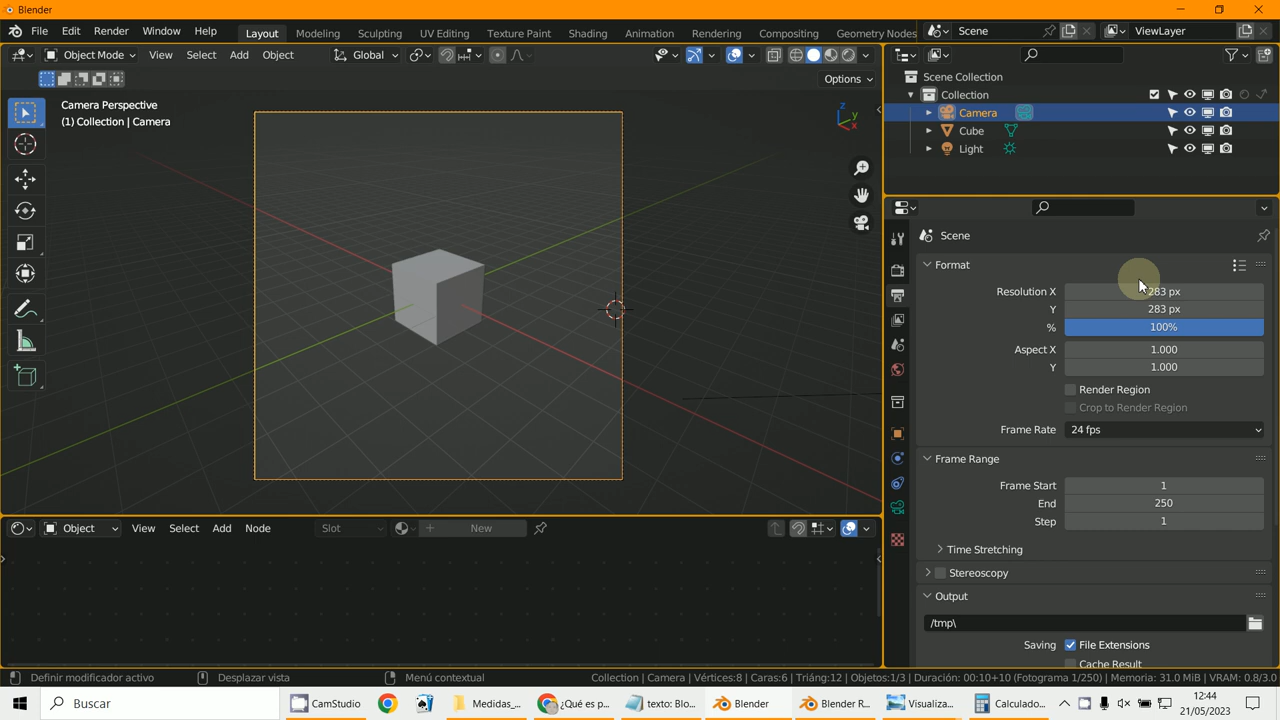 Blender
File Edit Render Window Help Layout Modeling Sculpting UV Editing Texture Paint Shading Animation Rendering Compositing Geometry Nodes Scene ViewLayer
Object Mode View Select Add Object Global
Options
Camera Perspective
(1) Collection | Camera
Z
Y
X
Scene Collection
Collection
Camera
Cube
Light
Scene
Format
Resolution X 283 px
Y 283 px
% 100%
Aspect X 1.000
Y 1.000
Render Region
Crop to Render Region
Frame Rate 24 fps
Frame Range
Frame Start 1
End 250
Step 1
Time Stretching
Stereoscopy
Output
/tmp\
Saving File Extensions
Cache Result
Object View Select Add Node Slot New
Definir modificador activo Desplazar vista Menú contextual Collection | Camera | Vértices:8 | Caras:6 | Triáng:12 | Objetos:1/3 | Duración: 00:10+10 (Fotograma 1/250) | Memoria: 31.0 MiB | VRAM: 0.8/3.0
Buscar CamStudio Medidas_... ¿Qué es p... texto: Blo... Blender Blender R... Visualiza... Calculado... 12:44
21/05/2023